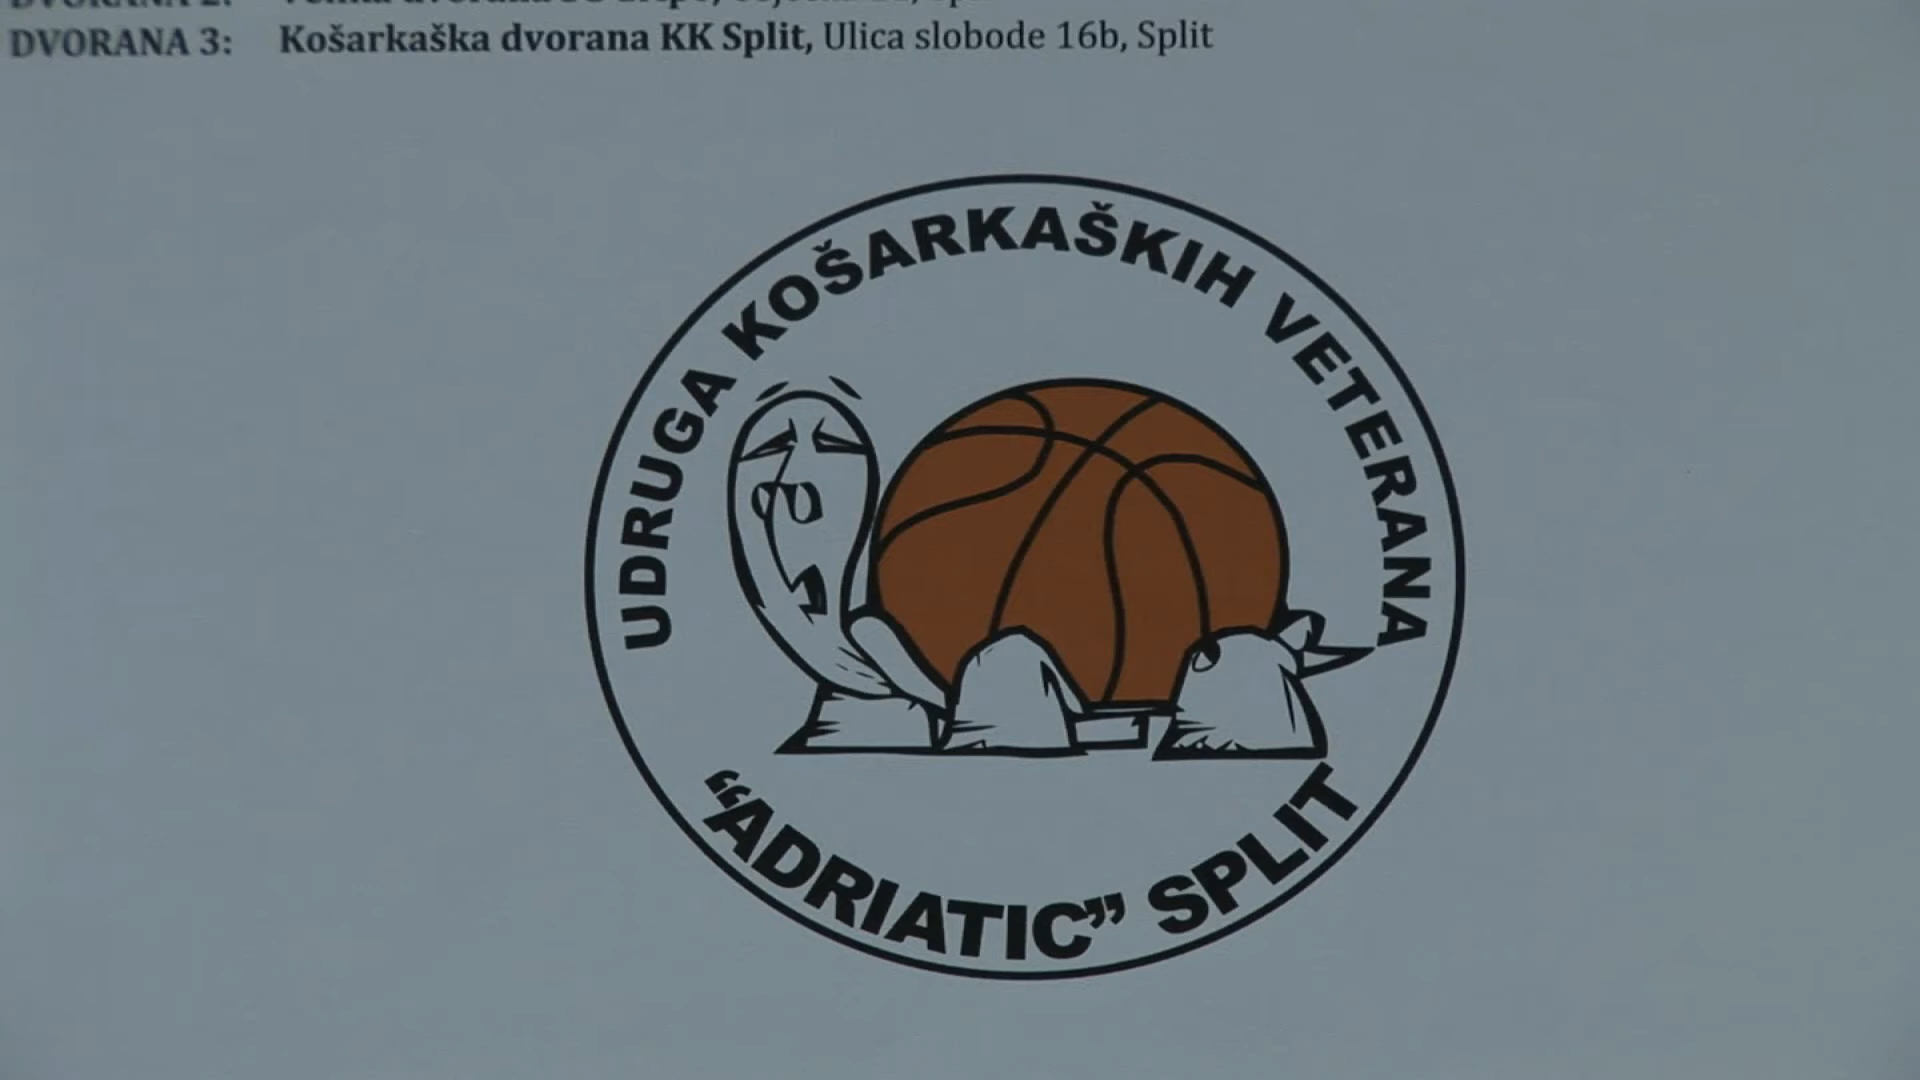 DVORANA 3: Košarkaška dvorana KK Split, Ulica slobode 16b, Split
UDRUGA KOŠARKAŠKIH VETERANA
“ADRIATIC” SPLIT